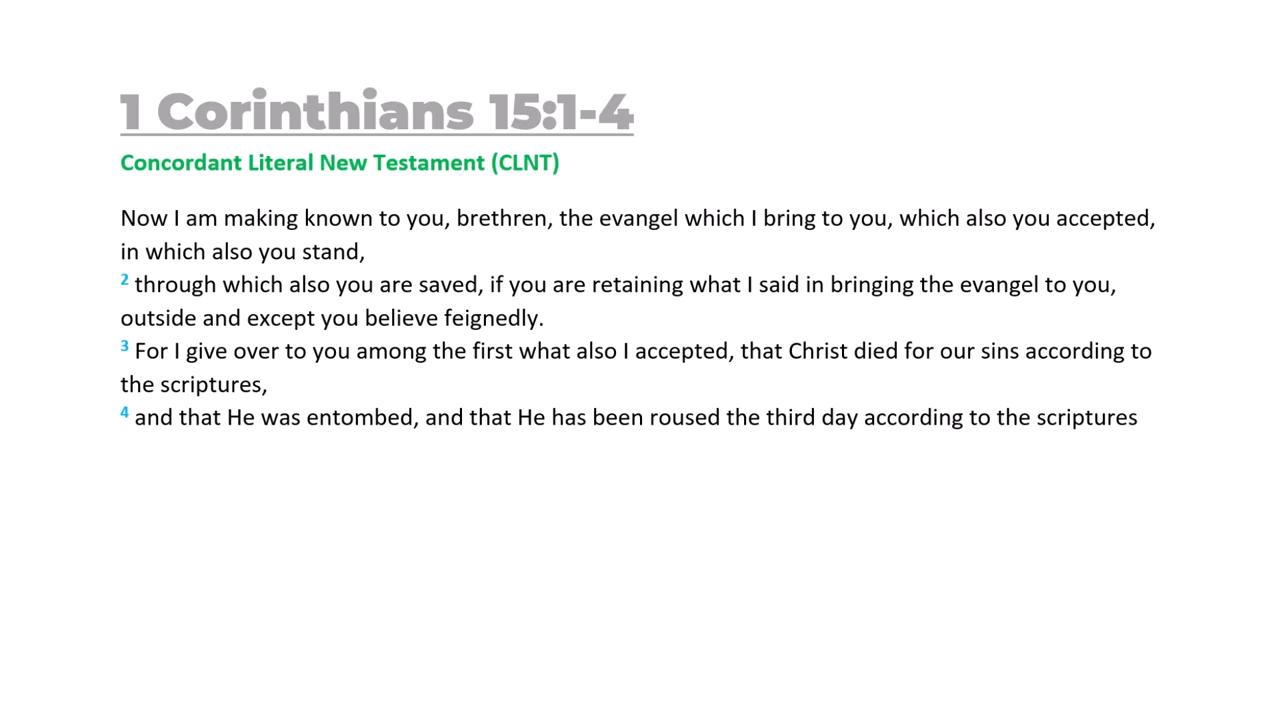 1 Corinthians 15:1-4
Concordant Literal New Testament (CLNT)
Now I am making known to you, brethren, the evangel which I bring to you, which also you accepted,
in which also you stand,
2 through which also you are saved, if you are retaining what I said in bringing the evangel to you,
outside and except you believe feignedly.
3 For I give over to you among the first what also I accepted, that Christ died for our sins according to
the scriptures,
4 and that He was entombed, and that He has been roused the third day according to the scriptures